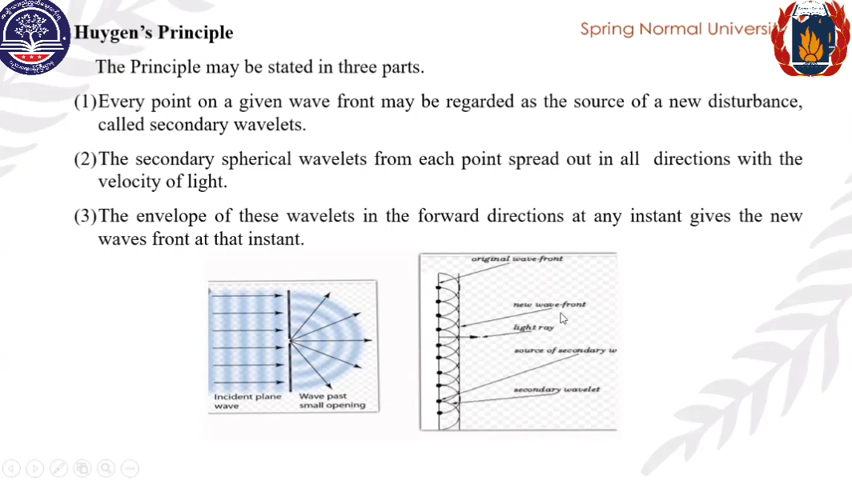 Huygen's Principle
Spring Normal Universi
The Principle may be stated in three parts.
(1)Every point on a given wave front may be regarded as the source of a new disturbance,
called secondary wavelets.
(2)The secondary spherical wavelets from each point spread out in all directions with the
velocity of light.
(3)The envelope of these wavelets in the forward directions at any instant gives the new
waves front at that instant.
original wave-front
new wave-front
light ray
source of secondary w
secondary wavelet
Incident plane
wave
Wave past
small opening